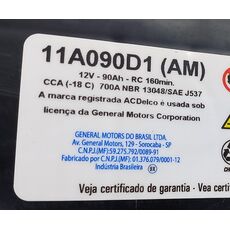 11A090D1 (AM)
12V - 90Ah - RC 160min.
CCA (-18 C) 700A NBR 13048/SAE J537
A marca registrada ACDelco é usada sob
licença da General Motors Corporation
GENERAL MOTORS DO BRASIL LTDA.
Av. General Motors, 129 - Sorocaba - SP
C.N.P.J(MF) 59.275.792/0089-91
Fabricado por C.N.P.J.(MF) 01.376.079/0001-12
Indústria Brasileira
Veja certificado de garantia - Vea certi